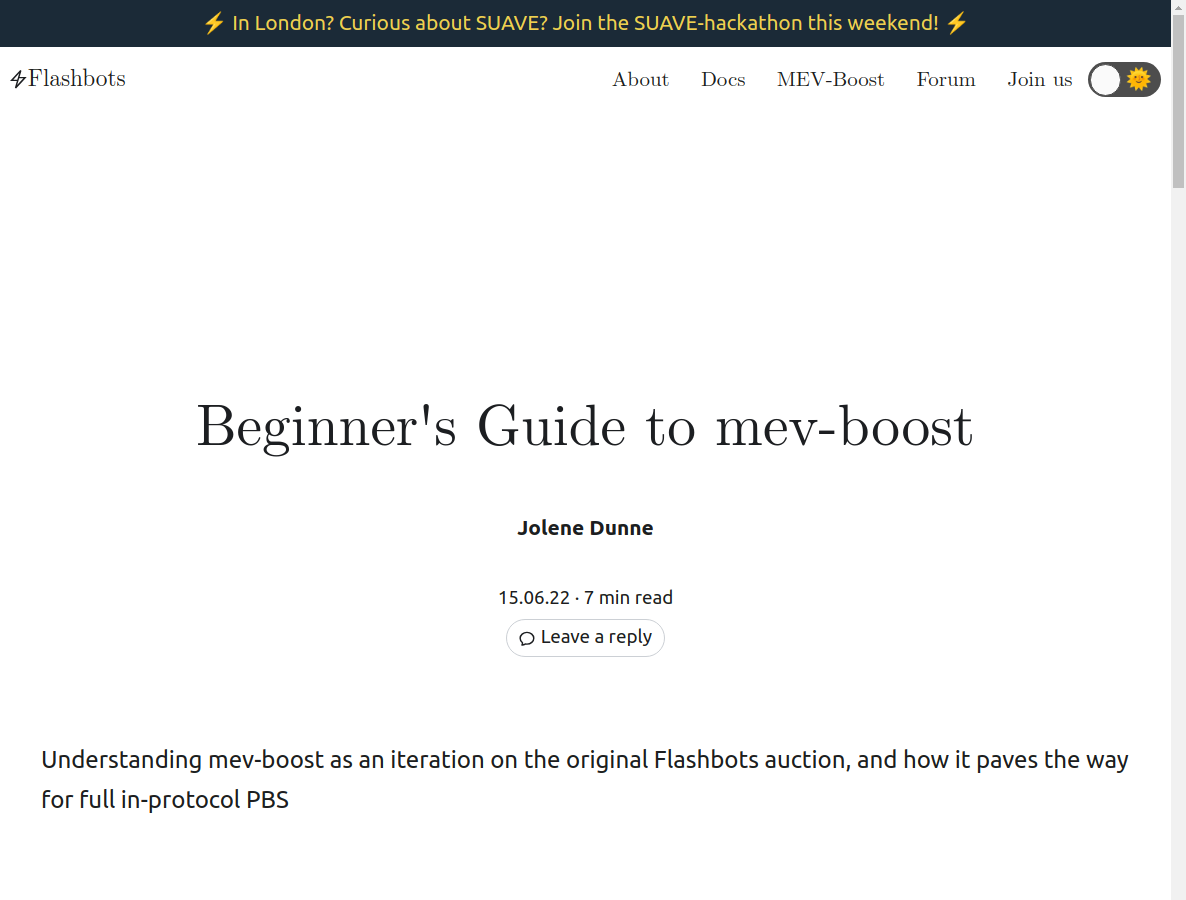 ⚡ In London? Curious about SUAVE? Join the SUAVE-hackathon this weekend! ⚡
Flashbots About Docs MEV-Boost Forum Join us
Beginner's Guide to mev-boost
Jolene Dunne
15.06.22 · 7 min read
Leave a reply
Understanding mev-boost as an iteration on the original Flashbots auction, and how it paves the way
for full in-protocol PBS